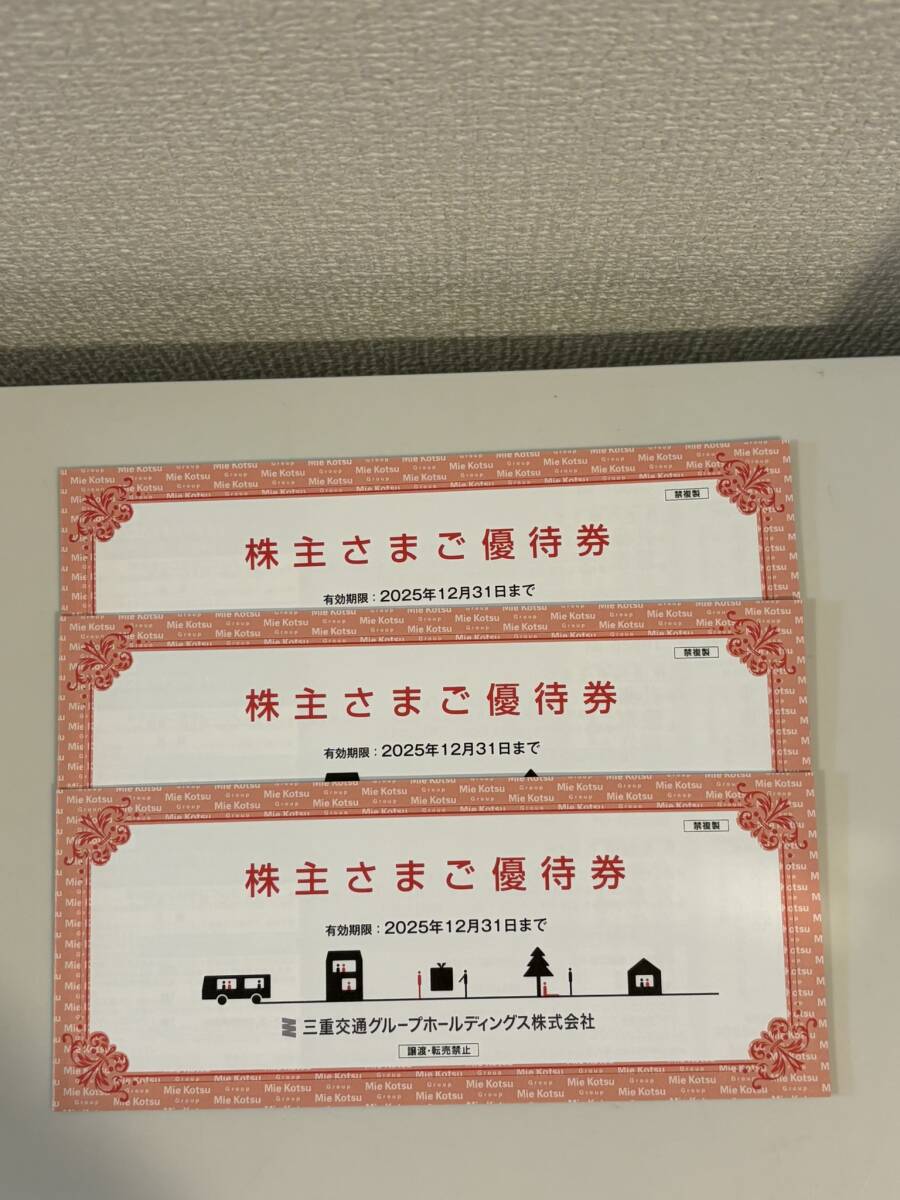 禁複製
株主さまご優待券
有効期限：2025年12月31日まで
禁複製
株主さまご優待券
有効期限：2025年12月31日まで
Mie Kotsu Group
禁複製
株主さまご優待券
有効期限：2025年12月31日まで
三重交通グループホールディングス株式会社
譲渡・転売禁止
Mie Kotsu Group